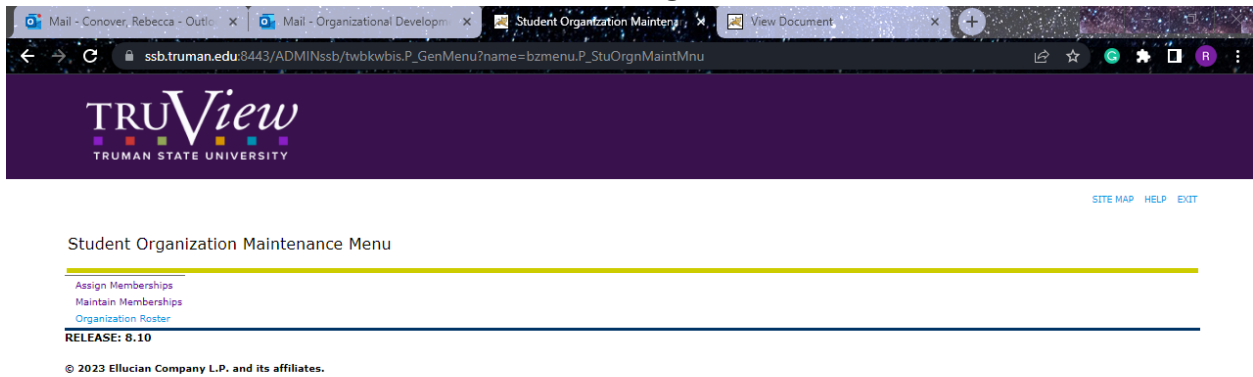 Mail - Conover, Rebecca - Outlo
Mail - Organizational Developm
Student Organization Maintena
View Document
ssb.truman.edu:8443/ADMINssb/twbkwbis.P_GenMenu?name=bzmenu.P_StuOrgnMaintMnu
R
TRUView
TRUMAN STATE UNIVERSITY
SITE MAP HELP EXIT
Student Organization Maintenance Menu
Assign Memberships
Maintain Memberships
Organization Roster
RELEASE: 8.10
© 2023 Ellucian Company L.P. and its affiliates.